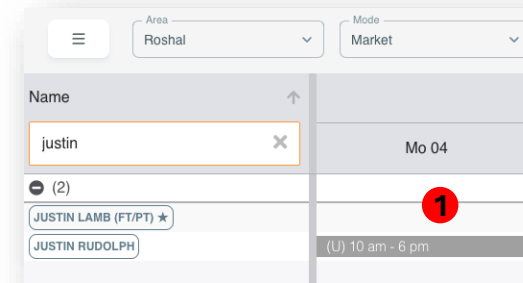 Area
Mode
Roshal
Market
Name
justin
Mo 04
(2)
1
JUSTIN LAMB (FT/PT) ★
JUSTIN RUDOLPH
(U) 10 am - 6 pm